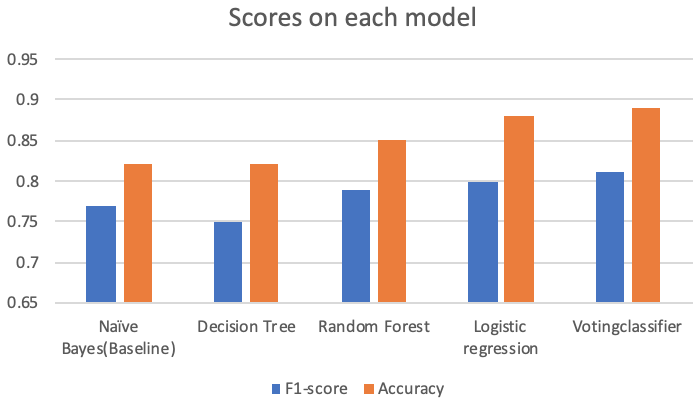 Scores on each model
0.95
0.9
0.85
0.8
0.75
0.7
0.65
Naïve
Bayes(Baseline)
Decision Tree
Random Forest
Logistic
regression
Votingclassifier
F1-score
Accuracy